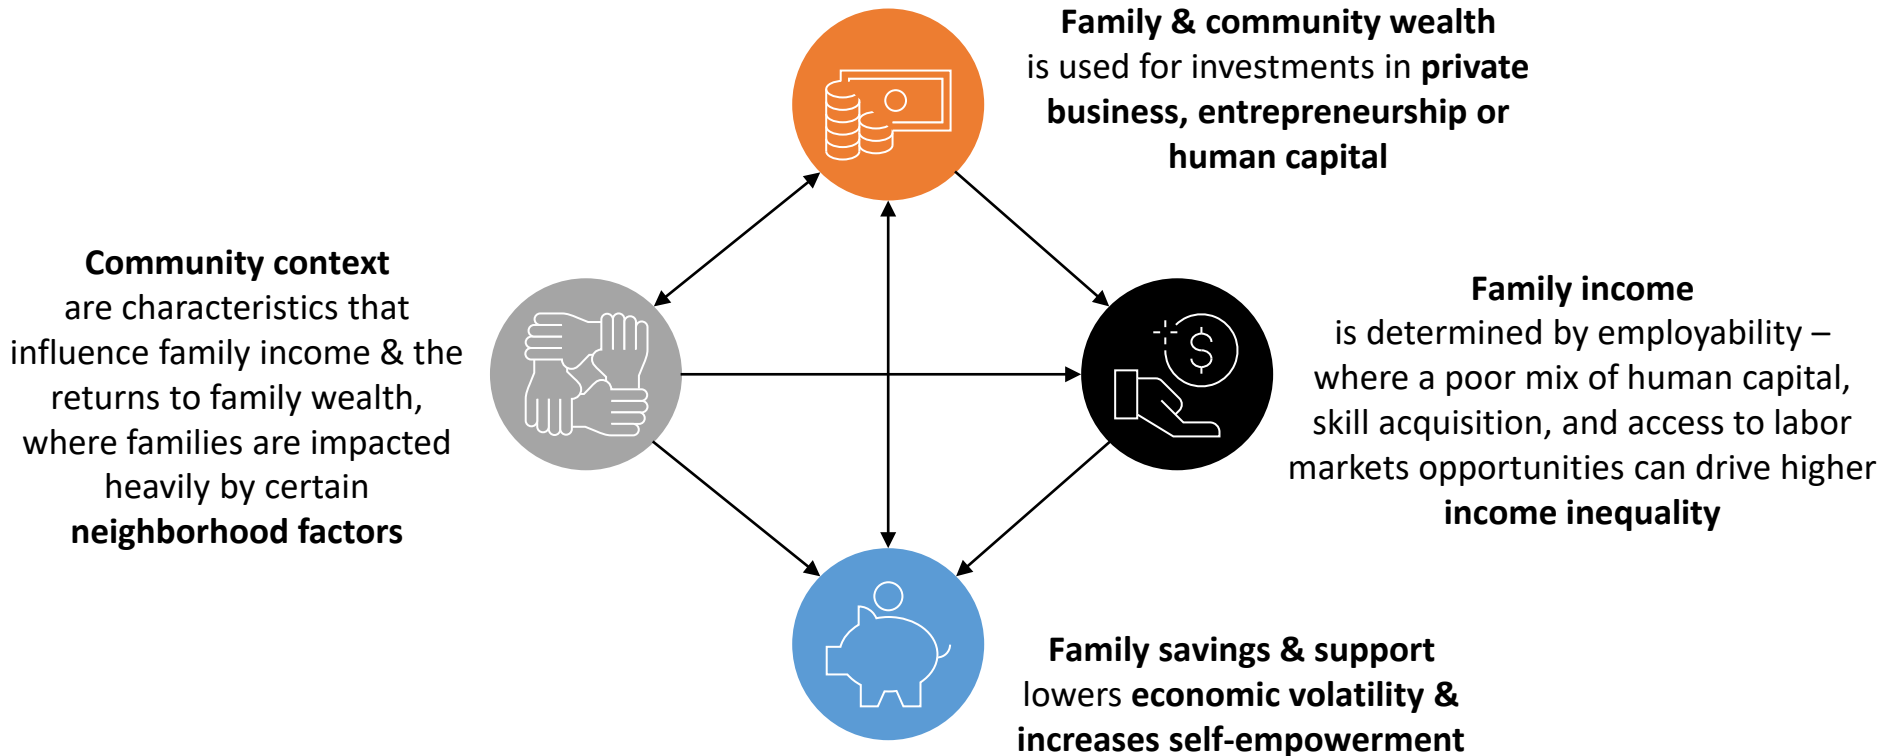 Family & community wealth
is used for investments in private
business, entrepreneurship or
human capital
Community context
are characteristics that
influence family income & the
returns to family wealth,
where families are impacted
heavily by certain
neighborhood factors
$
Family income
is determined by employability –
where a poor mix of human capital,
skill acquisition, and access to labor
markets opportunities can drive higher
income inequality
Family savings & support
lowers economic volatility &
increases self-empowerment